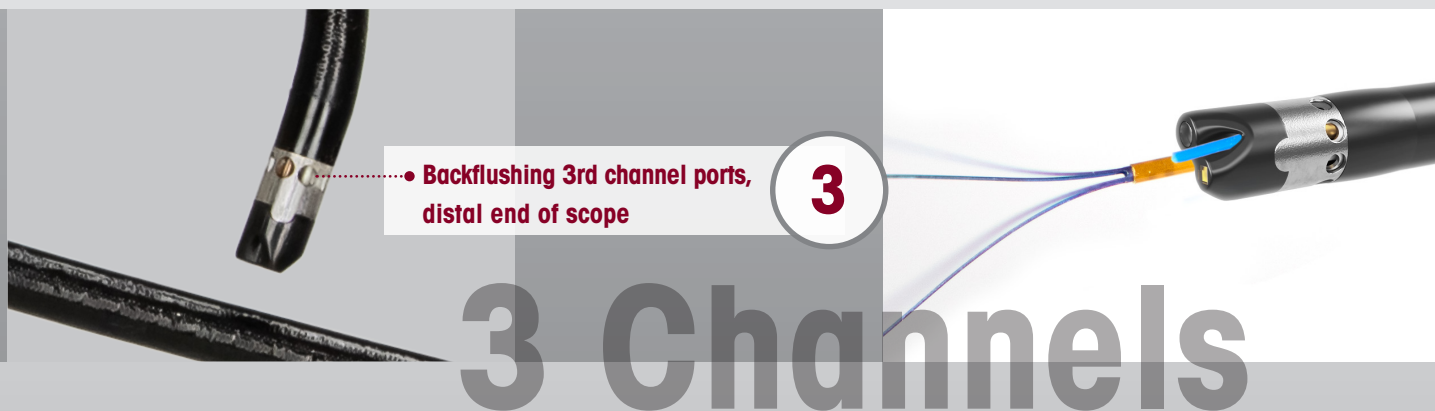 • Backflushing 3rd channel ports,
distal end of scope
3
3 Channels